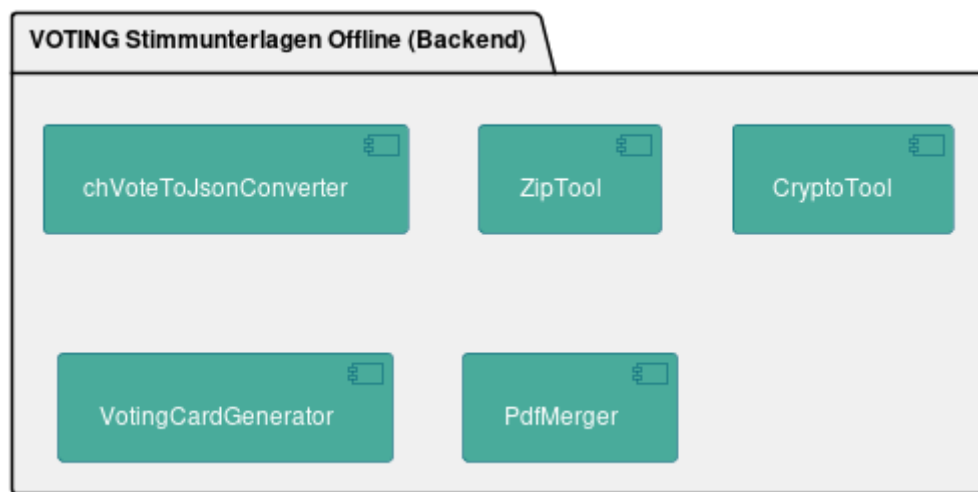 VOTING Stimmunterlagen Offline (Backend)
chVoteToJsonConverter
ZipTool
CryptoTool
VotingCardGenerator
PdfMerger